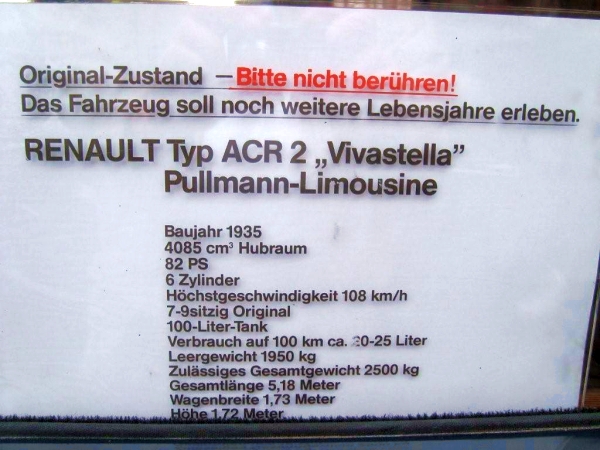 Original-Zustand – Bitte nicht berühren!
Das Fahrzeug soll noch weitere Lebensjahre erleben.
RENAULT Typ ACR 2 „Vivastella”
Pullmann-Limousine
Baujahr 1935
4085 cm³ Hubraum
82 PS
6 Zylinder
Höchstgeschwindigkeit 108 km/h
7-9sitzig Original
100-Liter-Tank
Verbrauch auf 100 km ca. 20-25 Liter
Leergewicht 1950 kg
Zulässiges Gesamtgewicht 2500 kg
Gesamtlänge 5,18 Meter
Wagenbreite 1,73 Meter
Höhe 1,72 Meter